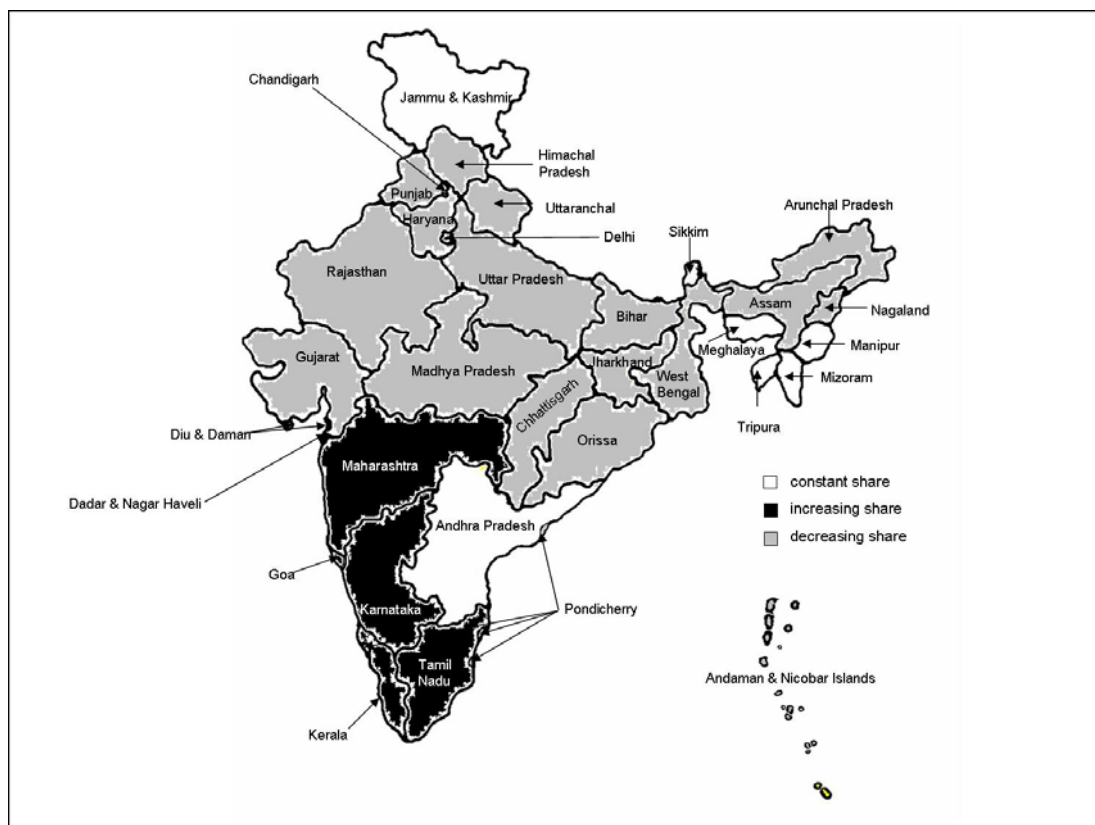 Chandigarh
Jammu & Kashmir
Himachal
Pradesh
Punjab
Uttaranchal
Arunchal Pradesh
Haryana
Delhi
Sikkim
Rajasthan
Uttar Pradesh
Assam
Bihar
Nagaland
Gujarat
Meghalaya
Manipur
Madhya Pradesh
Jharkhand
West
Bengal
Mizoram
Chhattisgarh
Tripura
Diu & Daman
Orissa
Maharashtra
constant share
Dadar & Nagar Haveli
increasing share
Andhra Pradesh
decreasing share
Goa
Karnataka
Pondicherry
Tamil
Nadu
Andaman & Nicobar Islands
Kerala